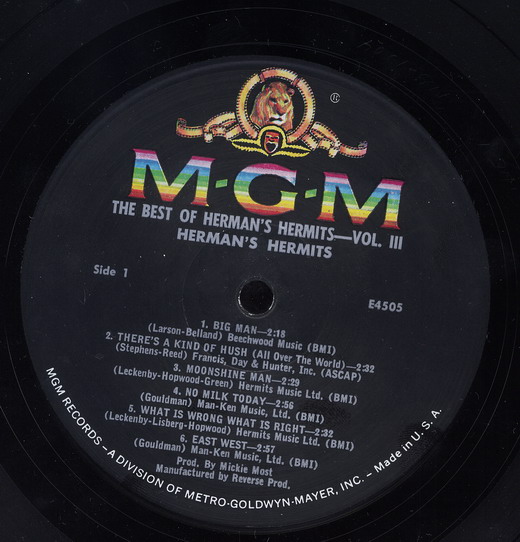 ®
M·G·M
THE BEST OF HERMAN'S HERMITS—VOL. III
HERMAN'S HERMITS
Side 1
E4505
1. BIG MAN—2:18
(Larson-Belland) Beechwood Music (BMI)
2. THERE'S A KIND OF HUSH (All Over The World)—2:32
(Stephens-Reed) Francis, Day & Hunter, Inc. (ASCAP)
3. MOONSHINE MAN—2:29
(Leckenby-Hopwood-Green) Hermits Music Ltd. (BMI)
4. NO MILK TODAY—2:56
(Gouldman) Man-Ken Music, Ltd. (BMI)
5. WHAT IS WRONG WHAT IS RIGHT—2:32
(Leckenby-Lisberg-Hopwood) Hermits Music Ltd. (BMI)
6. EAST WEST—2:57
(Gouldman) Man-Ken Music, Ltd. (BMI)
Prod. By Mickie Most
Manufactured by Reverse Prod.
MGM RECORDS – A DIVISION OF METRO-GOLDWYN-MAYER, INC. – Made in U. S. A.